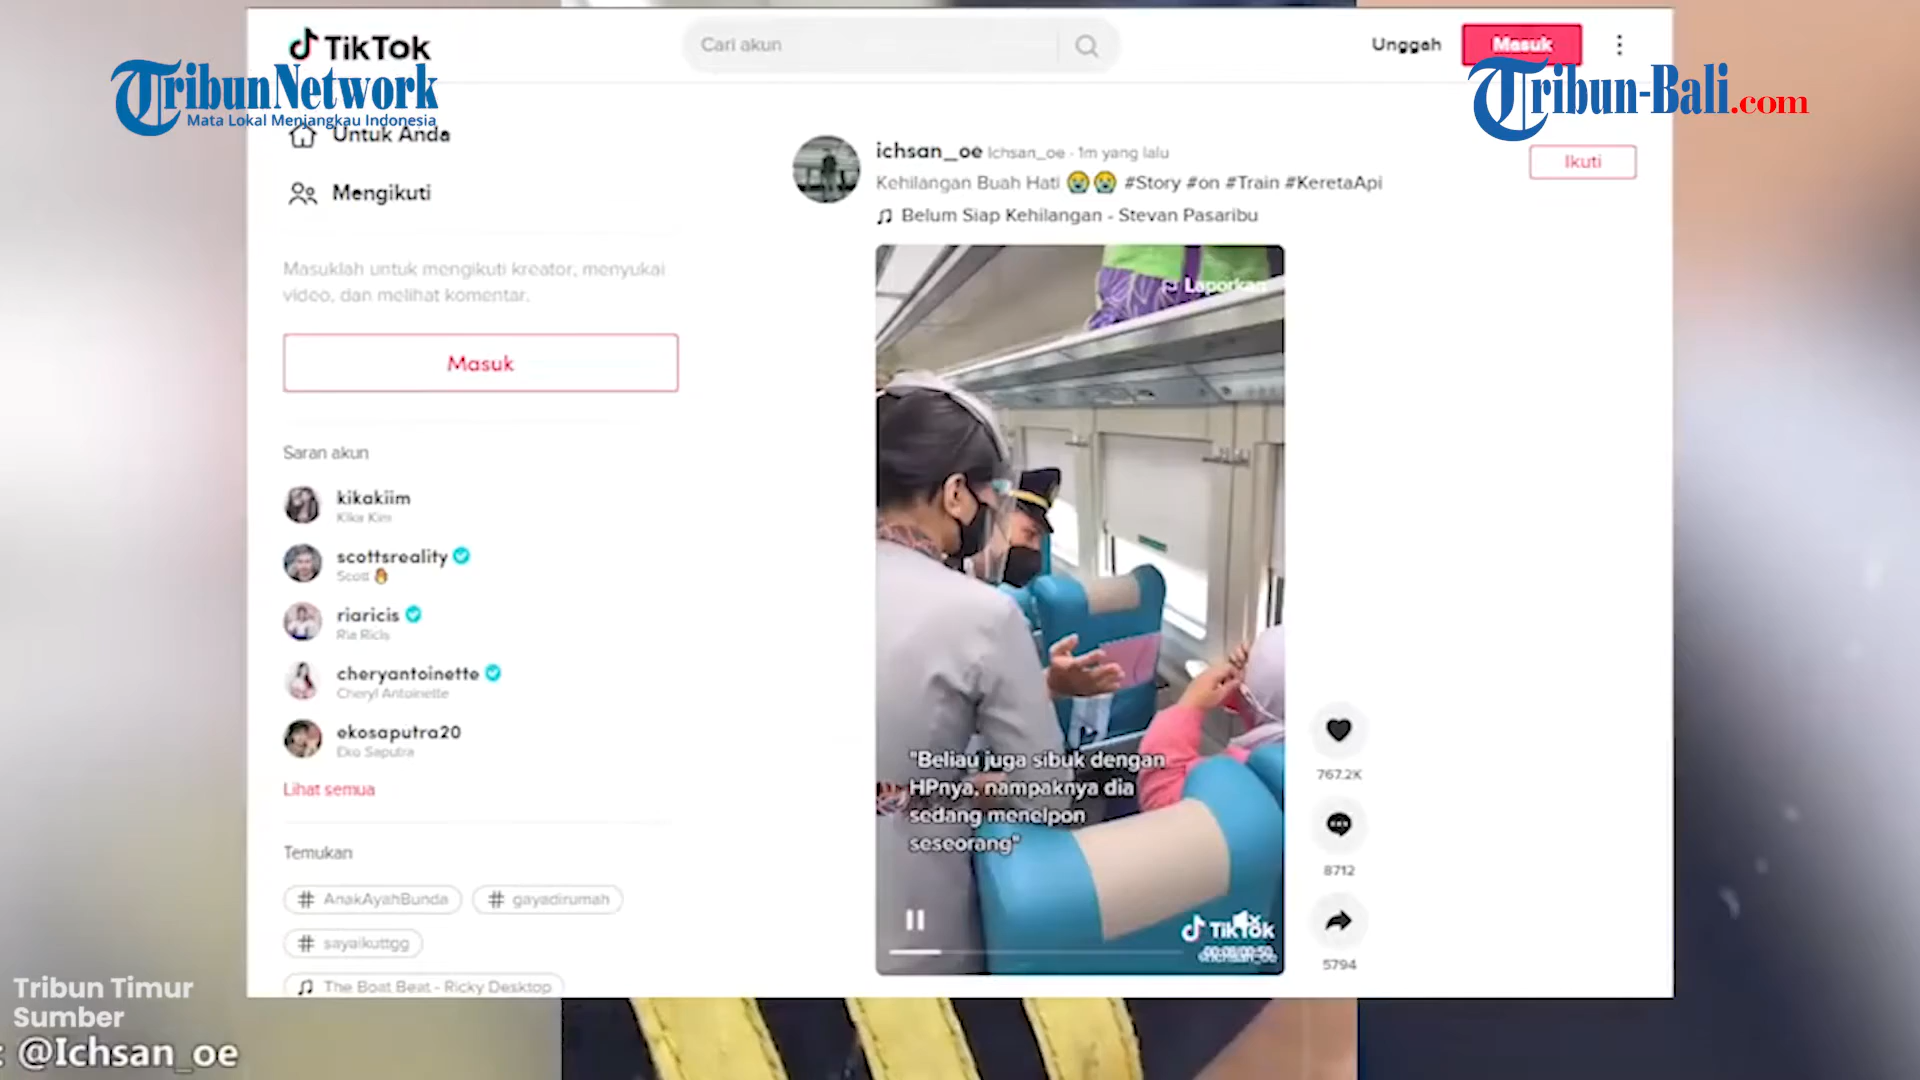 TikTok
Cari akun
Unggah
Masuk
TribunNetwork
Mata Lokal Menjangkau Indonesia
Tribun-Bali.com
Untuk Anda
Mengikuti
Masuklah untuk mengikuti kreator, menyukai
video, dan melihat komentar.
Masuk
Saran akun
kikakiim
Kika Kim
scottsreality
Scott
riaricis
Ria Ricis
cheryantoinette
Cheryl Antoinette
ekosaputra20
Eko Saputra
Lihat semua
Temukan
# AnakAyahBunda
# gayadirumah
# sayaikuttgg
The Boat Beat - Ricky Desktop
ichsan_oe Ichsan_oe · 1m yang lalu
Ikuti
Kehilangan Buah Hati 😭😭 #Story #on #Train #KeretaApi
Belum Siap Kehilangan - Stevan Pasaribu
Laporkan
"Beliau juga sibuk dengan
HPnya, nampaknya dia
sedang menelpon
seseorang"
TikTok
767.2K
8712
5794
Tribun Timur
Sumber
: @Ichsan_oe